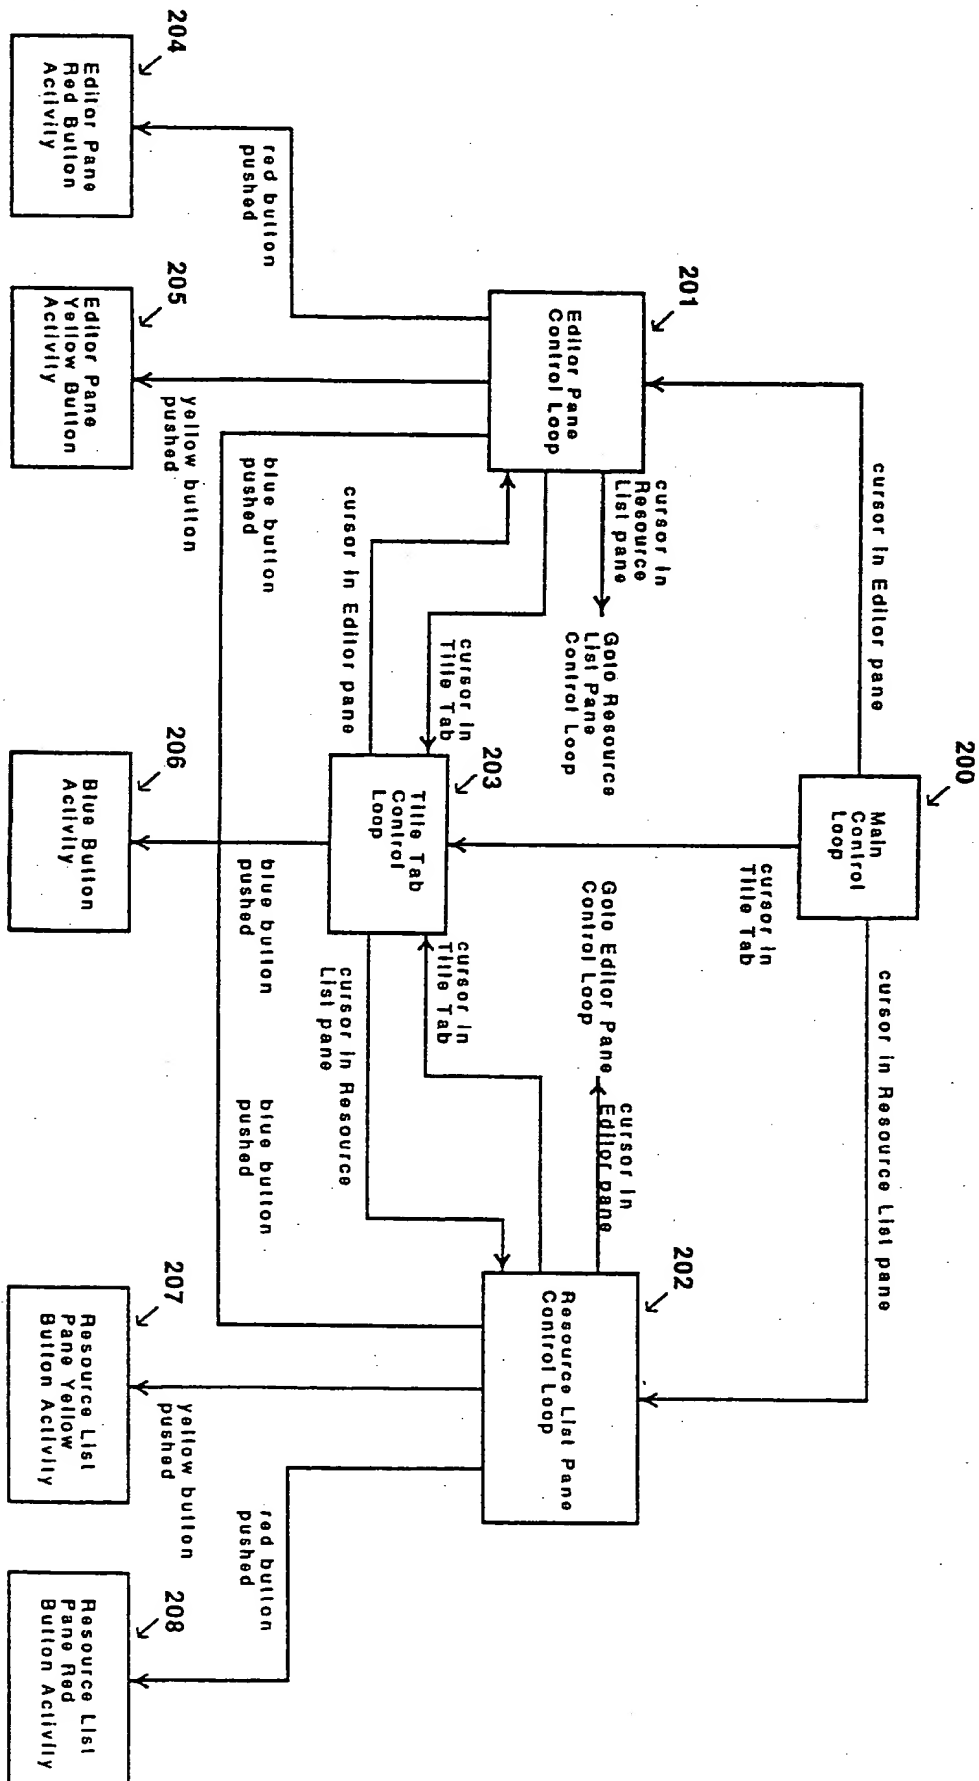 200
Main
Control
Loop
cursor in Editor pane
cursor in Resource List pane
cursor in
Title Tab
201
Editor Pane
Control Loop
cursor in
Resource
List pane
Goto Resource
List Pane
Control Loop
202
Resource List Pane
Control Loop
cursor in
Editor pane
Goto Editor Pane
Control Loop
cursor in
Title Tab
cursor in
Title Tab
203
Title Tab
Control
Loop
cursor in Editor pane
cursor in Resource
List pane
red button
pushed
blue button
pushed
blue button
pushed
blue button
pushed
red button
pushed
yellow button
pushed
yellow button
pushed
204
Editor Pane
Red Button
Activity
205
Editor Pane
Yellow Button
Activity
206
Blue Button
Activity
207
Resource List
Pane Yellow
Button Activity
208
Resource List
Pane Red
Button Activity